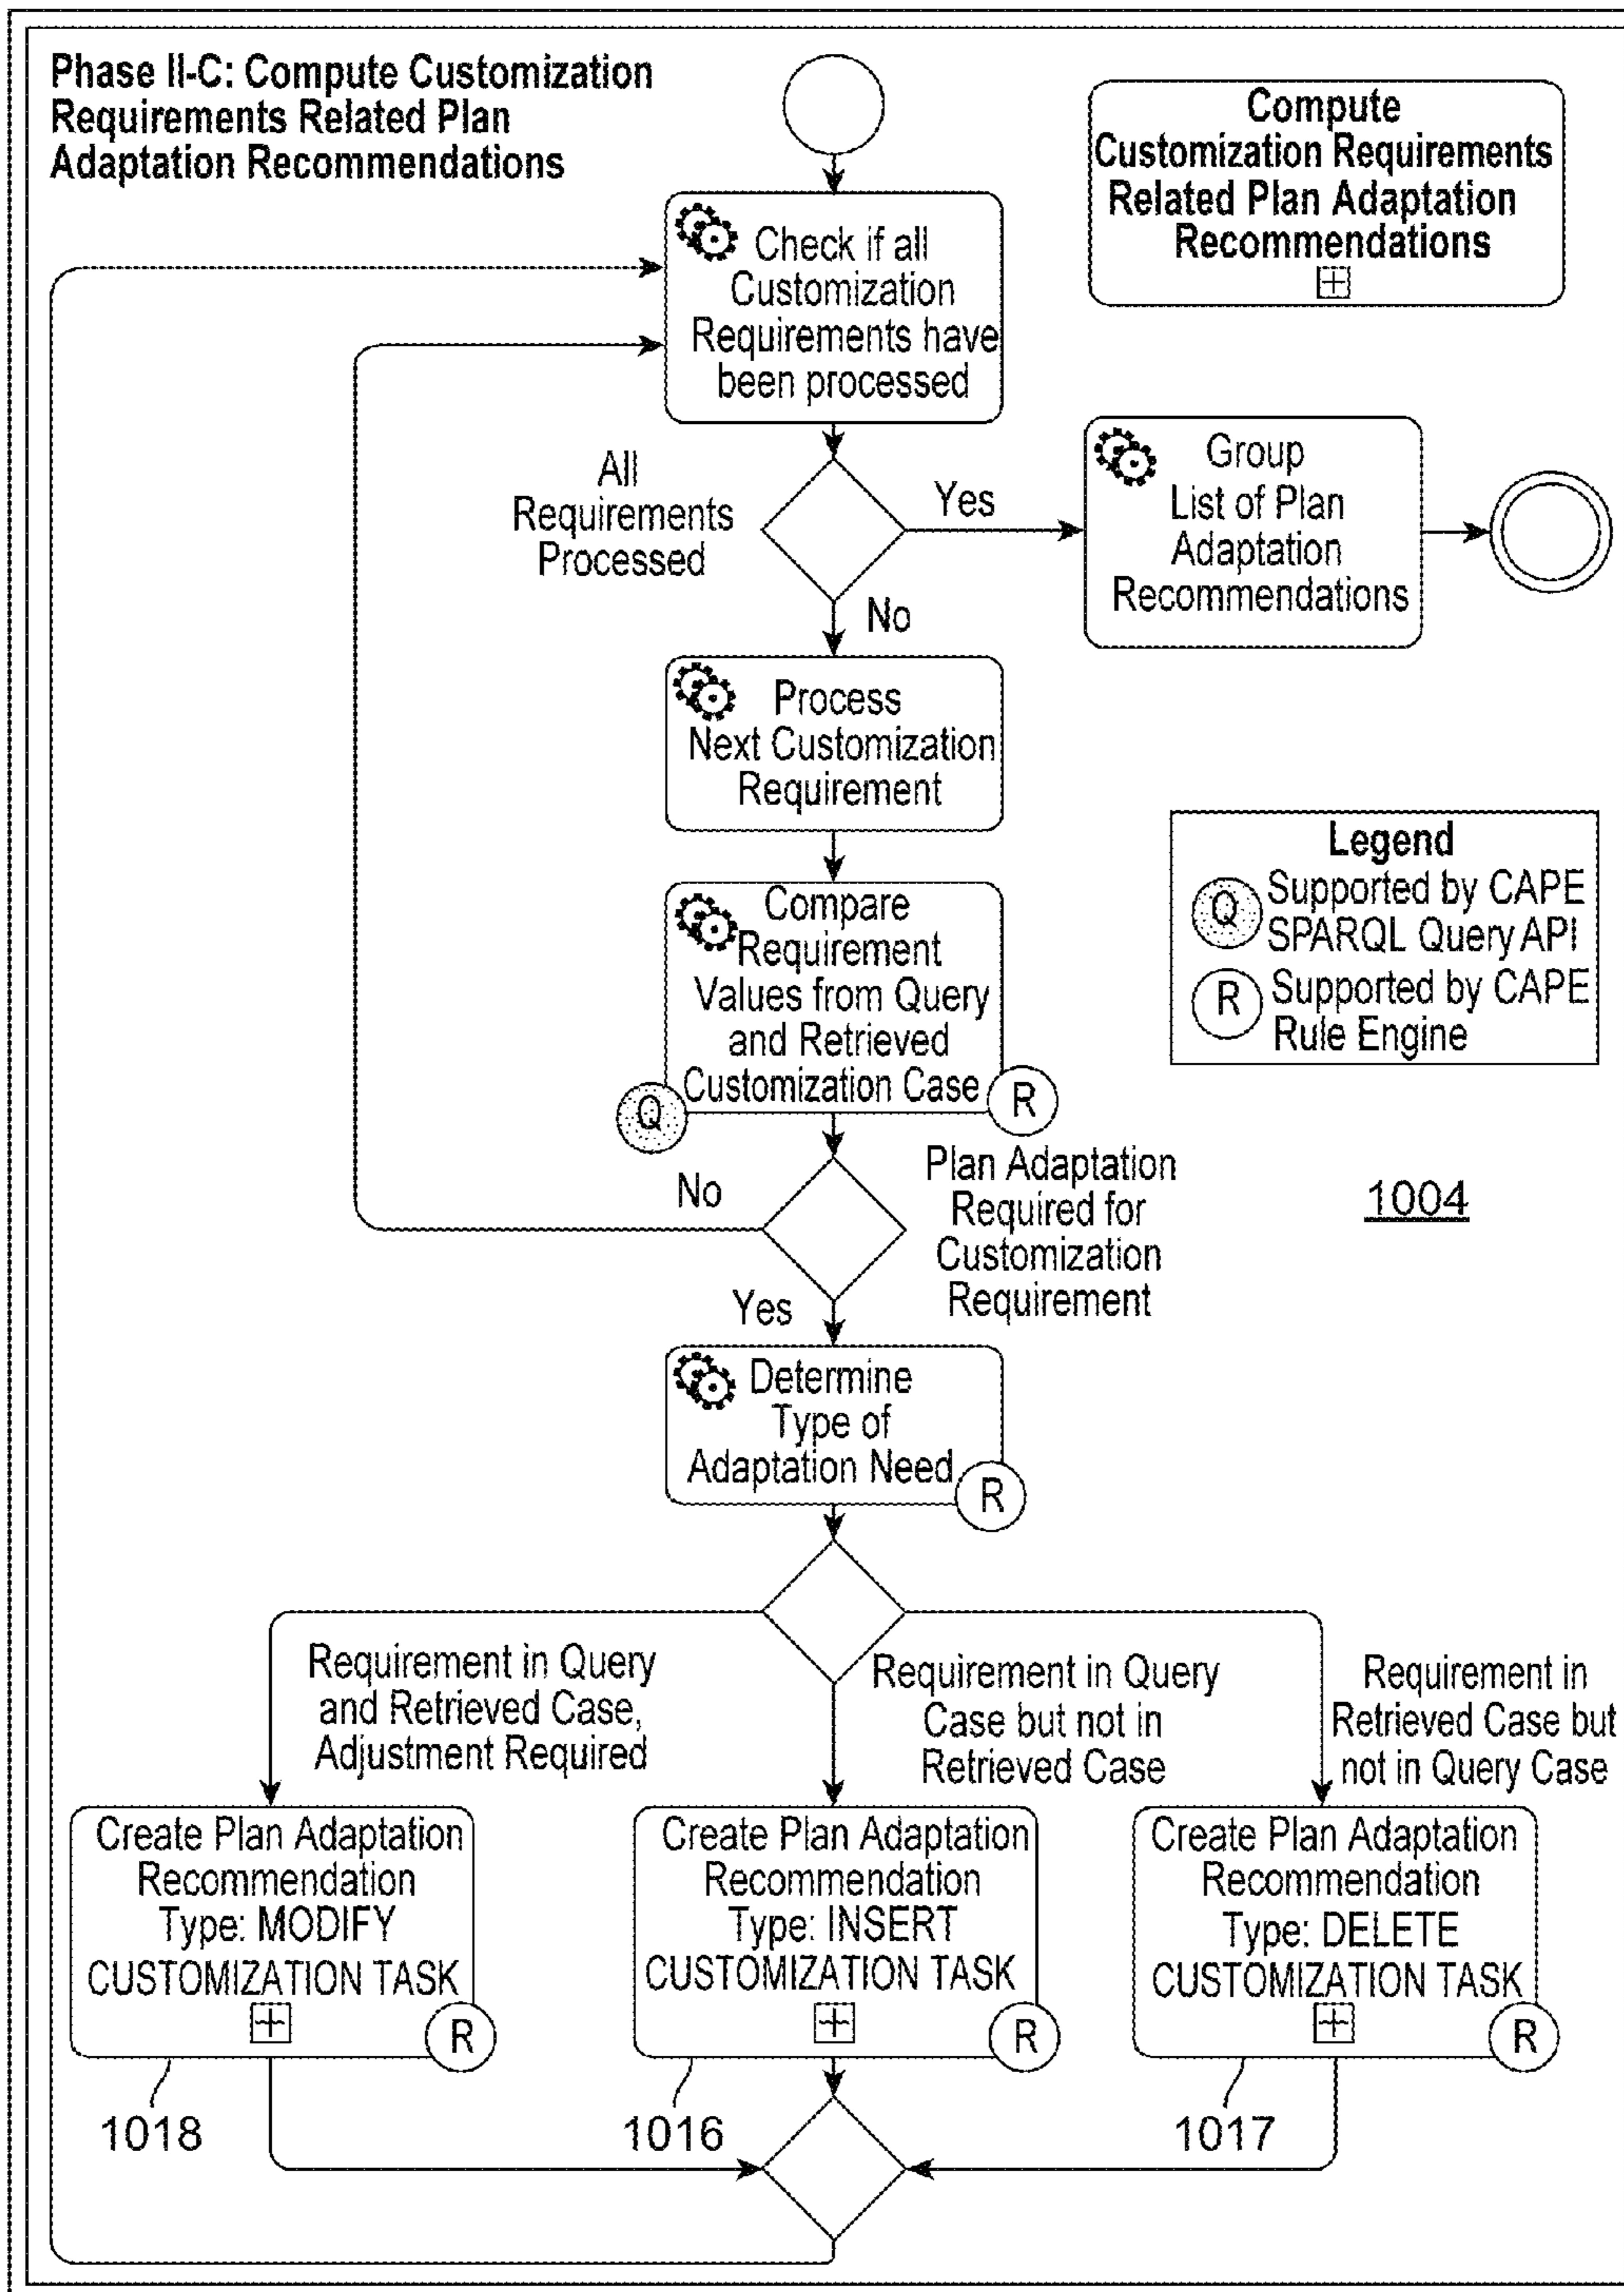 Phase II-C: Compute Customization
Requirements Related Plan
Adaptation Recommendations
Compute
Customization Requirements
Related Plan Adaptation
Recommendations
Check if all
Customization
Requirements have
been processed
All
Requirements
Processed
Yes
Group
List of Plan
Adaptation
Recommendations
No
Process
Next Customization
Requirement
Legend
Q Supported by CAPE
SPARQL Query API
R Supported by CAPE
Rule Engine
Compare
Requirement
Values from Query
and Retrieved
Customization Case
Q
R
No
Plan Adaptation
Required for
Customization
Requirement
1004
Yes
Determine
Type of
Adaptation Need
R
Requirement in Query
and Retrieved Case,
Adjustment Required
Requirement in Query
Case but not in
Retrieved Case
Requirement in
Retrieved Case but
not in Query Case
Create Plan Adaptation
Recommendation
Type: MODIFY
CUSTOMIZATION TASK
R
1018
Create Plan Adaptation
Recommendation
Type: INSERT
CUSTOMIZATION TASK
R
1016
Create Plan Adaptation
Recommendation
Type: DELETE
CUSTOMIZATION TASK
R
1017